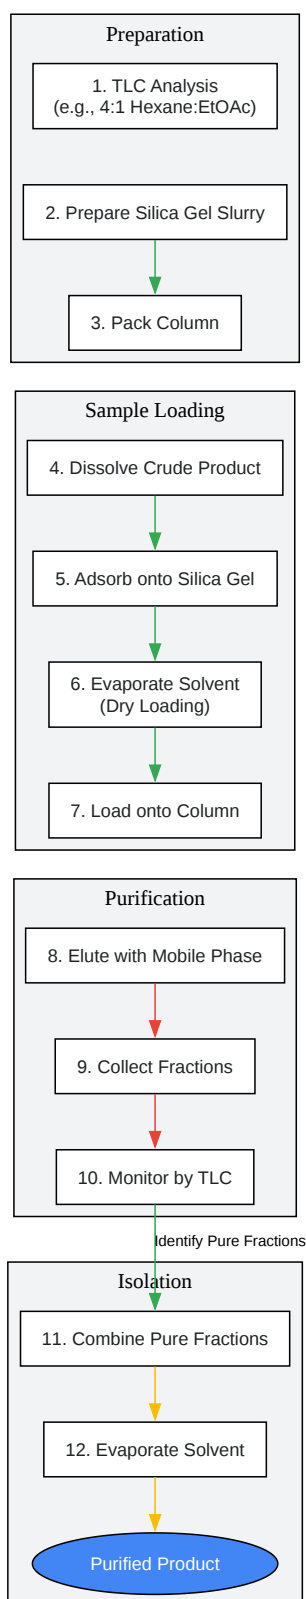 Preparation
1. TLC Analysis
(e.g., 4:1 Hexane:EtOAc)
2. Prepare Silica Gel Slurry
3. Pack Column
Sample Loading
4. Dissolve Crude Product
5. Adsorb onto Silica Gel
6. Evaporate Solvent
(Dry Loading)
7. Load onto Column
Purification
8. Elute with Mobile Phase
9. Collect Fractions
10. Monitor by TLC
Identify Pure Fractions
Isolation
11. Combine Pure Fractions
12. Evaporate Solvent
Purified Product